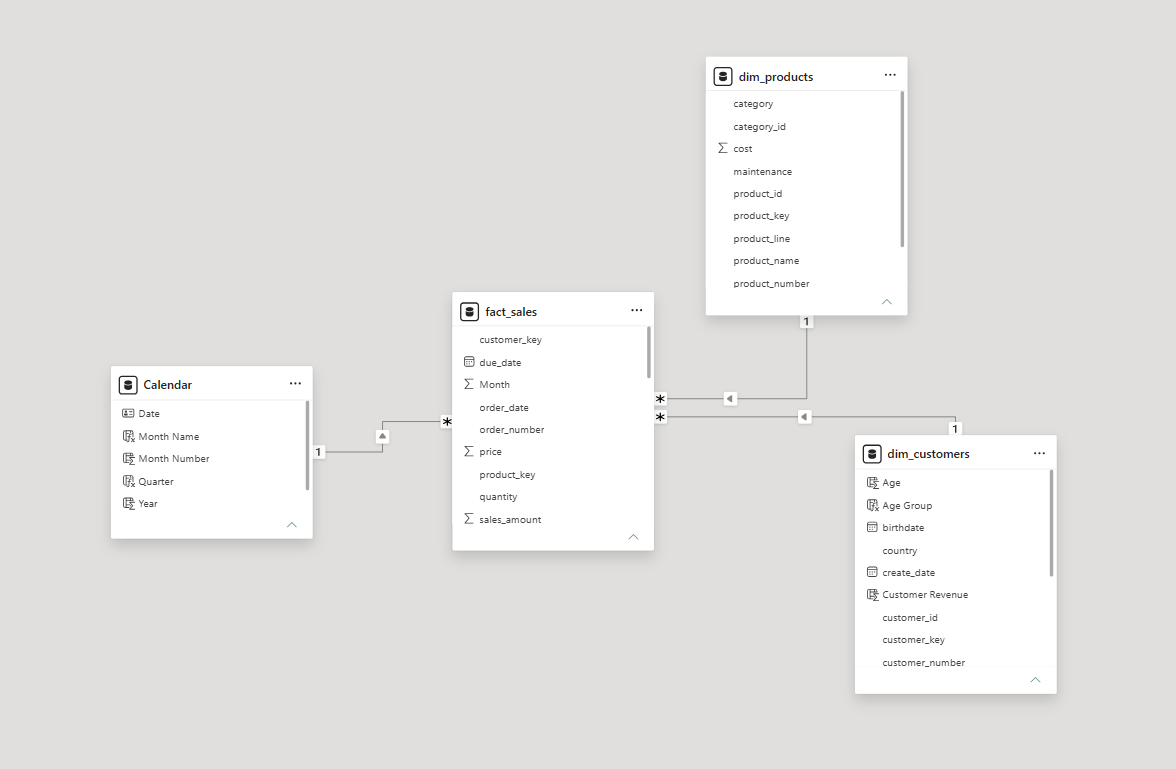 dim_products
...
category
category_id
cost
maintenance
product_id
product_key
product_line
product_name
product_number
1
fact_sales
...
customer_key
due_date
Month
order_date
order_number
price
product_key
quantity
sales_amount
*
*
*
Calendar
...
Date
Month Name
Month Number
Quarter
Year
1
1
dim_customers
...
Age
Age Group
birthdate
country
create_date
Customer Revenue
customer_id
customer_key
customer_number